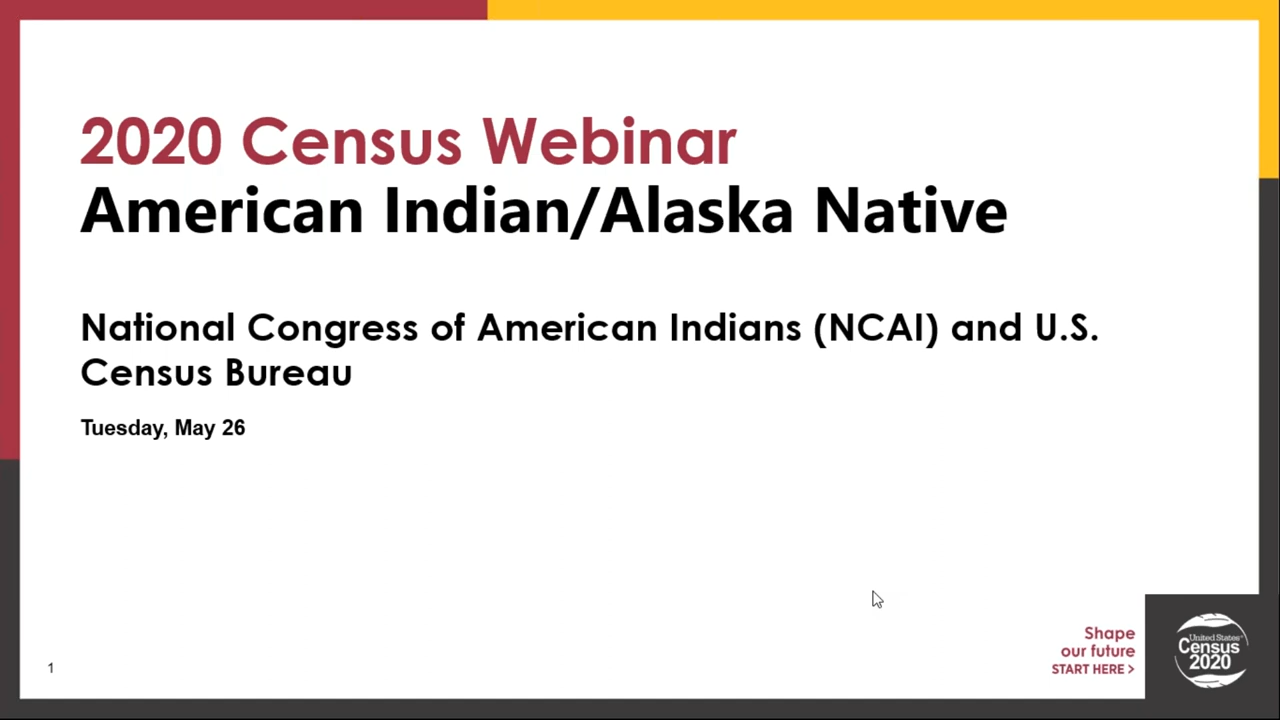 2020 Census Webinar
American Indian/Alaska Native
National Congress of American Indians (NCAI) and U.S.
Census Bureau
Tuesday, May 26
Shape
our future
START HERE >
United States®
Census
2020
1